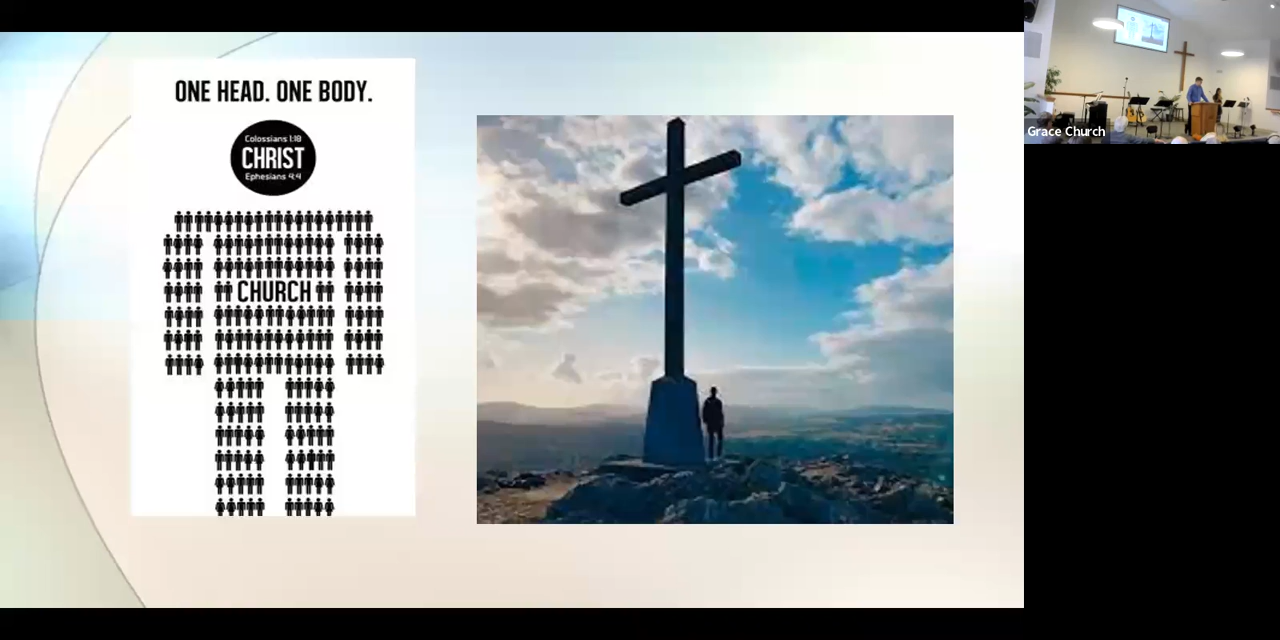 ONE HEAD. ONE BODY.
Colossians 1:18
CHRIST
Ephesians 4:4
CHURCH
Grace Church